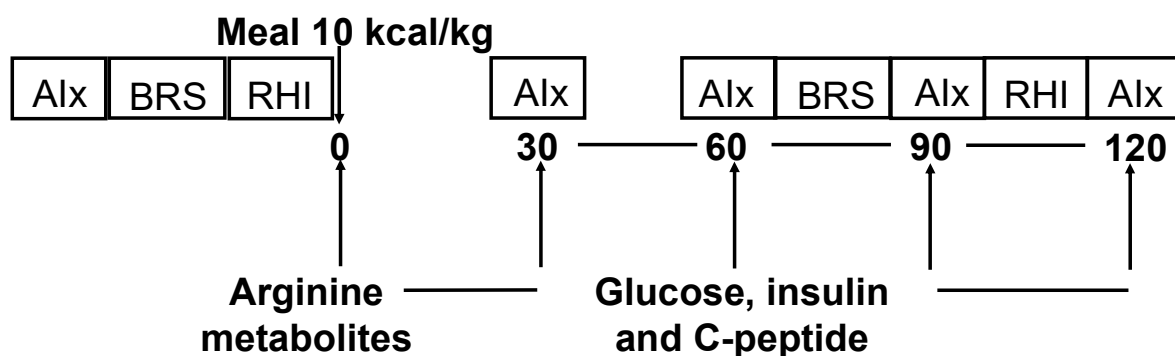 Meal 10 kcal/kg
AIx BRS RHI AIx AIx BRS AIx RHI AIx
0 30 60 90 120
Arginine Glucose, insulin
metabolites and C-peptide